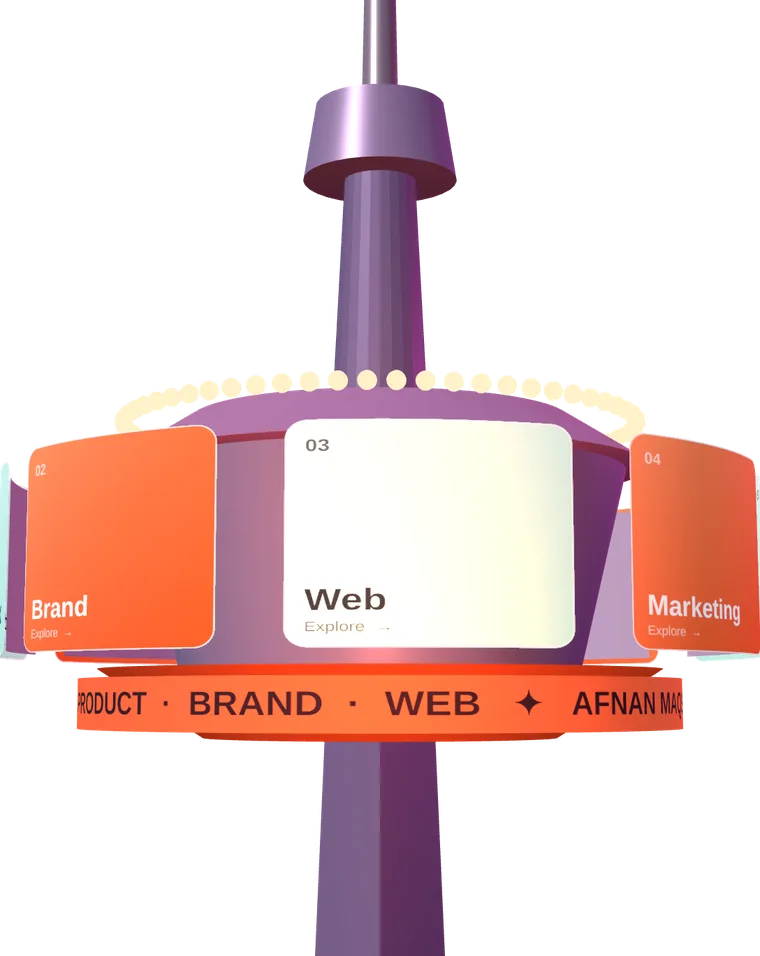 02
Brand
Explore →
03
Web
Explore →
04
Marketing
Explore →
PRODUCT · BRAND · WEB ✦ AFNAN